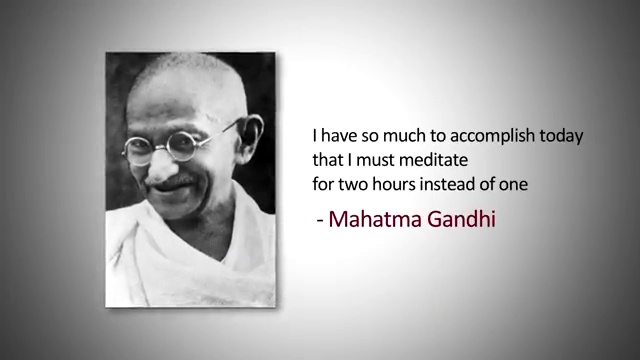 I have so much to accomplish today
that I must meditate
for two hours instead of one
- Mahatma Gandhi